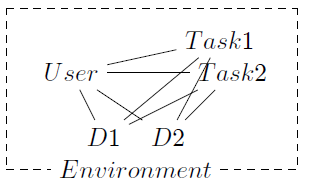 Task1
User Task2
D1 D2
Environment